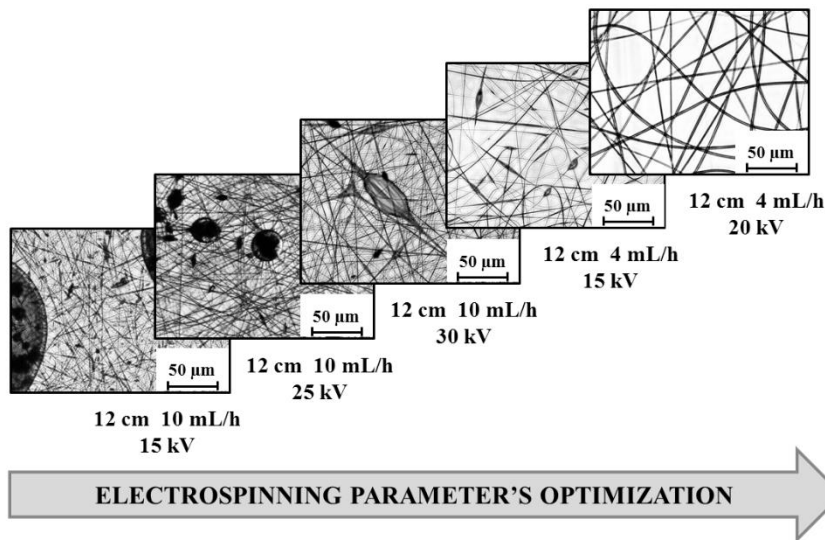 50 μm
12 cm 4 mL/h
20 kV
50 μm
12 cm 4 mL/h
15 kV
50 μm
12 cm 10 mL/h
30 kV
50 μm
12 cm 10 mL/h
25 kV
50 μm
12 cm 10 mL/h
15 kV
ELECTROSPINNING PARAMETER'S OPTIMIZATION